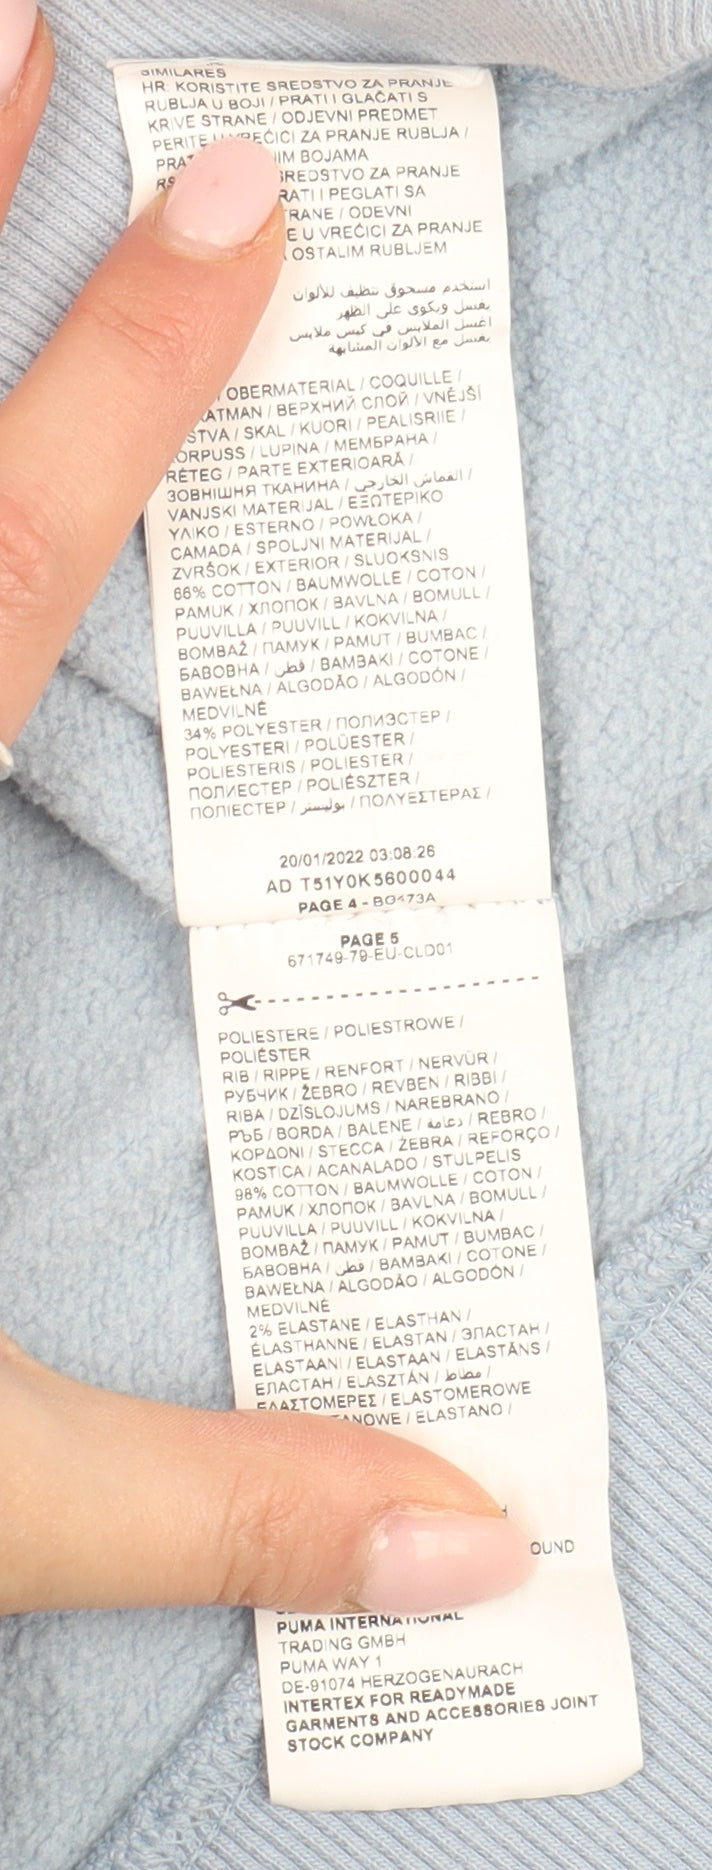 SIMILARES
HR: KORISTITE SREDSTVO ZA PRANJE
RUBLJA U BOJI / PRATI I GLAČATI S
KRIVE STRANE / ODJEVNI PREDMET
PERITE U VREĆICI ZA PRANJE RUBLJA /
BOJAMA
SREDSTVO ZA PRANJE
PRATI I PEGLATI SA
STRANE / ODEVNI
U VREĆICI ZA PRANJE
OSTALIM RUBLJEM
استخدم مسحوق تنظيف للألوان
يغسل ويكوى على الظهر
اغسل الملابس في كيس ملابس
يغسل مع الألوان المشابهة
OBERMATERIAL / COQUILLE /
ВЕРХНИЙ СЛОЙ / VNĚJŠÍ
SKAL / KUORI / PEALISRIIE /
KORPUSS / LUPINA / МЕМБРАНА /
RÉTEG / PARTE EXTERIOARĂ /
ЗОВНІШНЯ ТКАНИНА / القماش الخارجي /
VANJSKI MATERIJAL / ΕΞΩΤΕΡΙΚΟ
ΥΛΙΚΟ / ESTERNO / POWŁOKA /
CAMADA / SPOLJNI MATERIJAL /
ZVRŠOK / EXTERIOR / SLUOKSNIS
66% COTTON / BAUMWOLLE / COTON /
PAMUK / ХЛОПОК / BAVLNA / BOMULL /
PUUVILLA / PUUVILL / KOKVILNA /
BOMBAŽ / ПАМУК / PAMUT / BUMBAC /
БАВОВНА / قطن / BAMBAKI / COTONE /
BAWEŁNA / ALGODÃO / ALGODÓN /
MEDVILNĖ
34% POLYESTER / ПОЛИЭСТЕР /
POLYESTERI / POLÜESTER /
POLIESTERIS / POLIESTER /
ПОЛИЕСТЕР / POLIÉSZTER /
ПОЛІЕСТЕР / بوليستر / ΠΟΛΥΕΣΤΕΡΑΣ /
20/01/2022 03:08:26
AD T51Y0K5600044
PAGE 4 - BG473A
PAGE 5
671749-79-EU-CLD01
POLIESTERE / POLIESTROWE /
POLIÉSTER
RIB / RIPPE / RENFORT / NERVÜR /
РУБЧИК / ŽEBRO / REVBEN / RIBBI /
RIBA / DZĪSLOJUMS / NAREBRANO /
РЪБ / BORDA / BALENE / دعامة / REBRO /
ΚΟΡΔΟΝΙ / STECCA / ŻEBRA / REFORÇO /
KOSTICA / ACANALADO / STULPELIS
98% COTTON / BAUMWOLLE / COTON /
PAMUK / ХЛОПОК / BAVLNA / BOMULL /
PUUVILLA / PUUVILL / KOKVILNA /
BOMBAŽ / ПАМУК / PAMUT / BUMBAC /
БАВОВНА / قطن / BAMBAKI / COTONE /
BAWEŁNA / ALGODÃO / ALGODÓN /
MEDVILNĖ
2% ELASTANE / ELASTHAN /
ÉLASTHANNE / ELASTAN / ЭЛАСТАН /
ELASTAANI / ELASTAAN / ELASTĀNS /
ЕЛАСТАН / ELASZTÁN / مطاط /
ΕΛΑΣΤΟΜΕΡΕΣ / ELASTOMEROWE
/ ELASTANO /
PUMA INTERNATIONAL
TRADING GMBH
PUMA WAY 1
DE-91074 HERZOGENAURACH
INTERTEX FOR READYMADE
GARMENTS AND ACCESSORIES JOINT
STOCK COMPANY